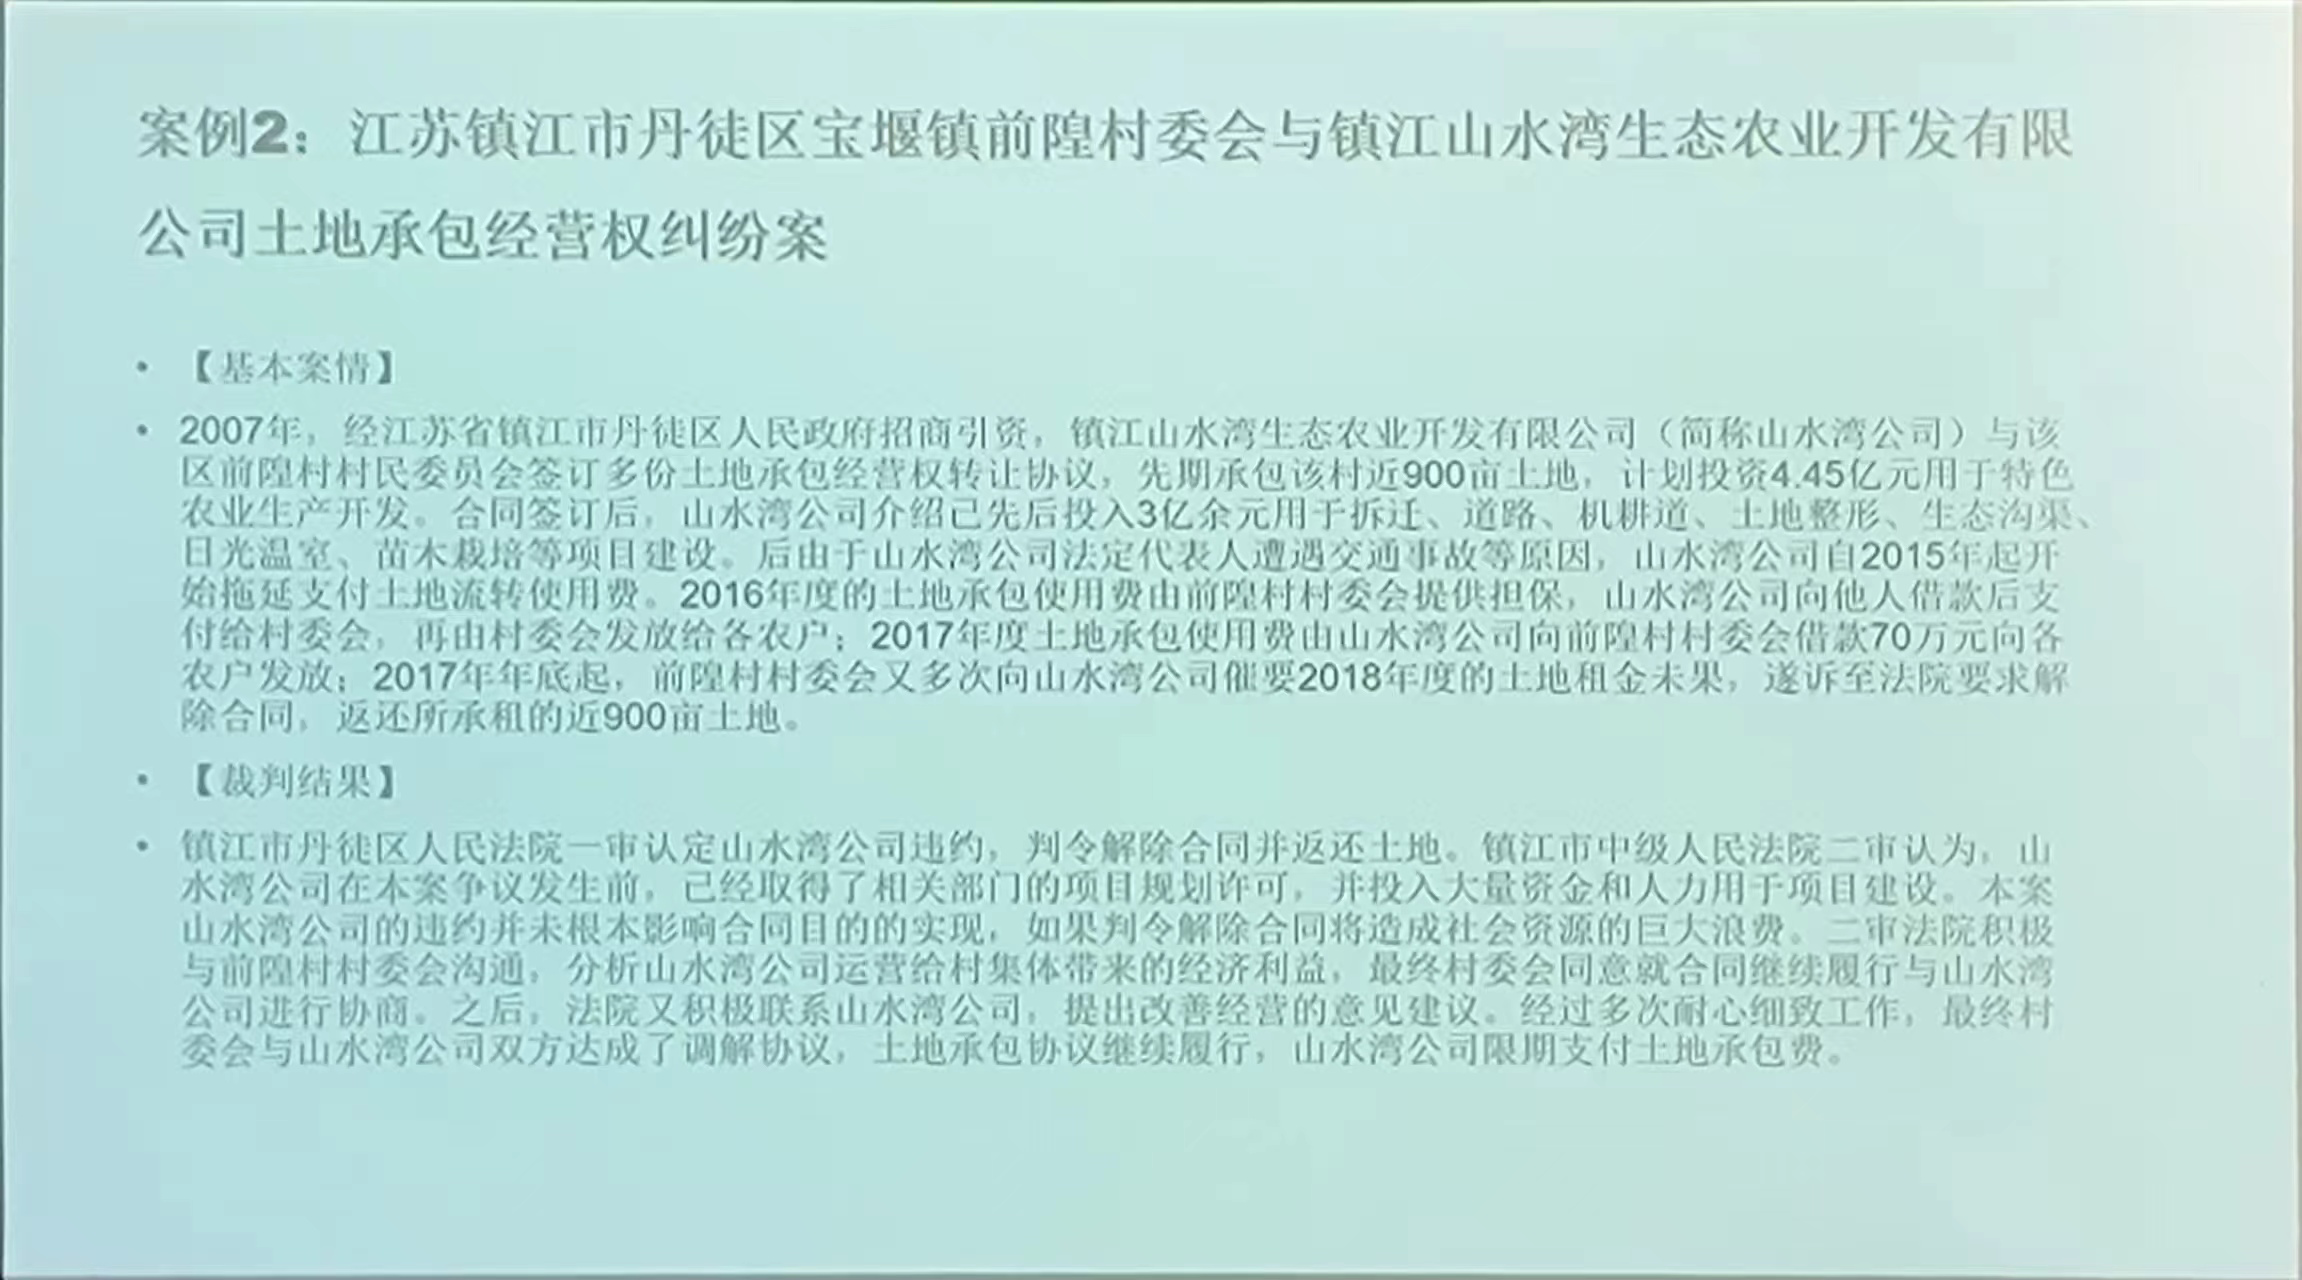 案例2：江苏镇江市丹徒区宝堰镇前隍村委会与镇江山水湾生态农业开发有限
公司土地承包经营权纠纷案
• 【基本案情】
• 2007年，经江苏省镇江市丹徒区人民政府招商引资，镇江山水湾生态农业开发有限公司（简称山水湾公司）与该
区前隍村村民委员会签订多份土地承包经营权转让协议，先期承包该村近900亩土地，计划投资4.45亿元用于特色
农业生产开发。合同签订后，山水湾公司介绍已先后投入3亿余元用于拆迁、道路、机耕道、土地整形、生态沟渠、
日光温室、苗木栽培等项目建设。后由于山水湾公司法定代表人遭遇交通事故等原因，山水湾公司自2015年起开
始拖延支付土地流转使用费。2016年度的土地承包使用费由前隍村村委会提供担保，山水湾公司向他人借款后支
付给村委会，再由村委会发放给各农户；2017年度土地承包使用费由山水湾公司向前隍村村委会借款70万元向各
农户发放；2017年年底起，前隍村村委会又多次向山水湾公司催要2018年度的土地租金未果，遂诉至法院要求解
除合同，返还所承租的近900亩土地。
• 【裁判结果】
• 镇江市丹徒区人民法院一审认定山水湾公司违约，判令解除合同并返还土地。镇江市中级人民法院二审认为，山
水湾公司在本案争议发生前，已经取得了相关部门的项目规划许可，并投入大量资金和人力用于项目建设。本案
山水湾公司的违约并未根本影响合同目的的实现，如果判令解除合同将造成社会资源的巨大浪费。二审法院积极
与前隍村村委会沟通，分析山水湾公司运营给村集体带来的经济利益，最终村委会同意就合同继续履行与山水湾
公司进行协商。之后，法院又积极联系山水湾公司，提出改善经营的意见建议。经过多次耐心细致工作，最终村
委会与山水湾公司双方达成了调解协议，土地承包协议继续履行，山水湾公司限期支付土地承包费。